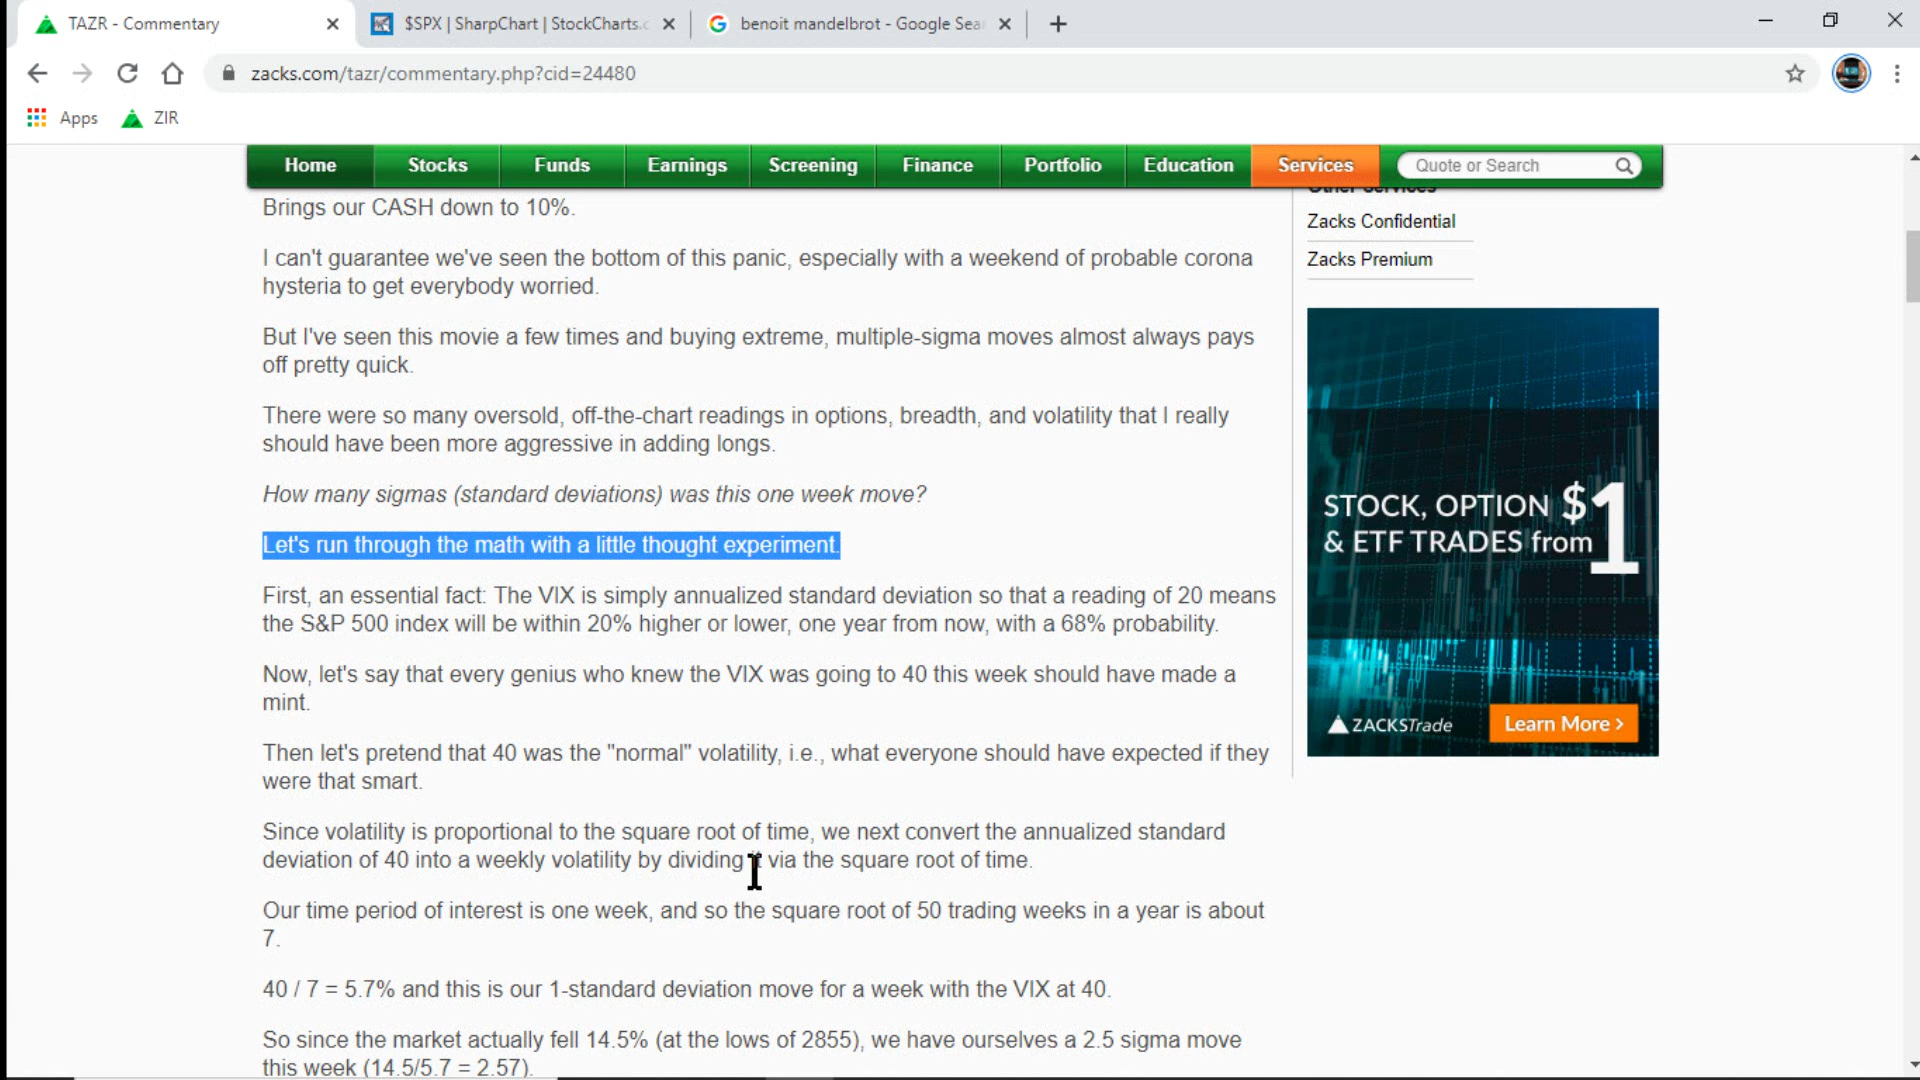 TAZR - Commentary
$SPX | SharpChart | StockCharts.c
benoit mandelbrot - Google Sea
zacks.com/tazr/commentary.php?cid=24480
Apps
ZIR
Home
Stocks
Funds
Earnings
Screening
Finance
Portfolio
Education
Services
Quote or Search
Brings our CASH down to 10%.
I can't guarantee we've seen the bottom of this panic, especially with a weekend of probable corona
hysteria to get everybody worried.
But I've seen this movie a few times and buying extreme, multiple-sigma moves almost always pays
off pretty quick.
There were so many oversold, off-the-chart readings in options, breadth, and volatility that I really
should have been more aggressive in adding longs.
How many sigmas (standard deviations) was this one week move?
Let's run through the math with a little thought experiment.
First, an essential fact: The VIX is simply annualized standard deviation so that a reading of 20 means
the S&P 500 index will be within 20% higher or lower, one year from now, with a 68% probability.
Now, let's say that every genius who knew the VIX was going to 40 this week should have made a
mint.
Then let's pretend that 40 was the "normal" volatility, i.e., what everyone should have expected if they
were that smart.
Since volatility is proportional to the square root of time, we next convert the annualized standard
deviation of 40 into a weekly volatility by dividing it via the square root of time.
Our time period of interest is one week, and so the square root of 50 trading weeks in a year is about
7.
40 / 7 = 5.7% and this is our 1-standard deviation move for a week with the VIX at 40.
So since the market actually fell 14.5% (at the lows of 2855), we have ourselves a 2.5 sigma move
this week (14.5/5.7 = 2.57).
Other Services
Zacks Confidential
Zacks Premium
STOCK, OPTION $1
& ETF TRADES from
ZACKSTrade
Learn More >